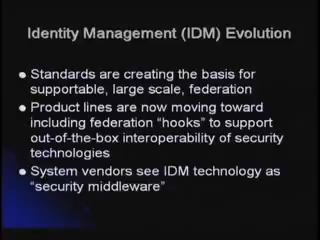 Identity Management (IDM) Evolution
Standards are creating the basis for
supportable, large scale, federation
Product lines are now moving toward
including federation “hooks” to support
out-of-the-box interoperability of security
technologies
System vendors see IDM technology as
“security middleware”